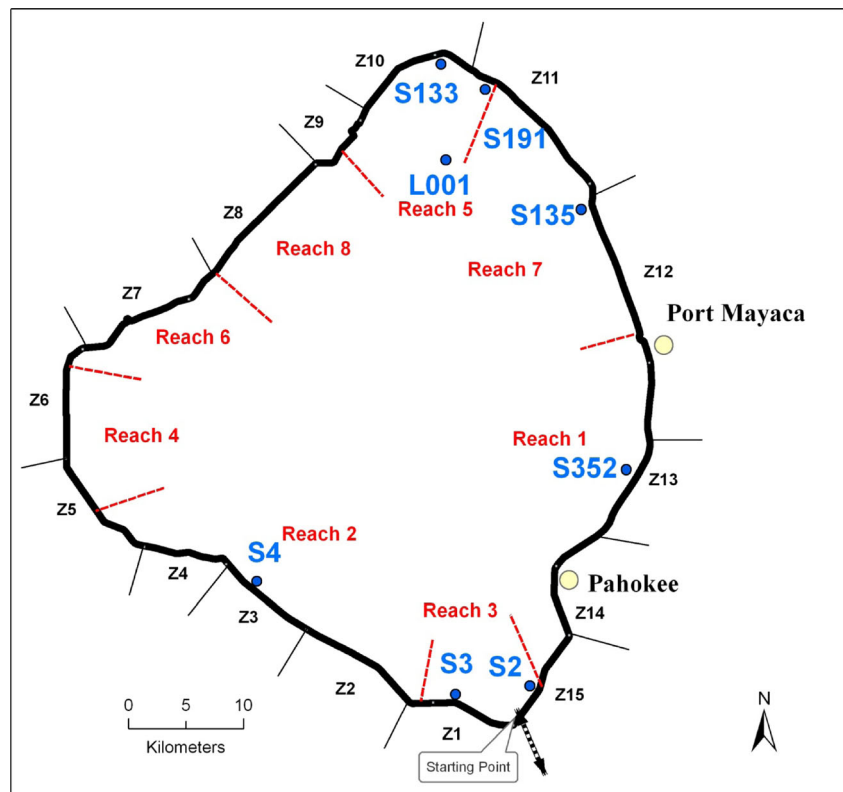 Z10
Z11
S133
S191
Z9
L001
Reach 5
S135
Z8
Reach 8
Reach 7
Z12
Z7
Port Mayaca
Reach 6
Z6
Reach 4
Reach 1
S352
Z13
Z5
Reach 2
S4
Z4
Pahokee
Z3
Reach 3
Z14
S3
S2
Z2
Z15
0 5 10
Kilometers
Z1
N
Starting Point